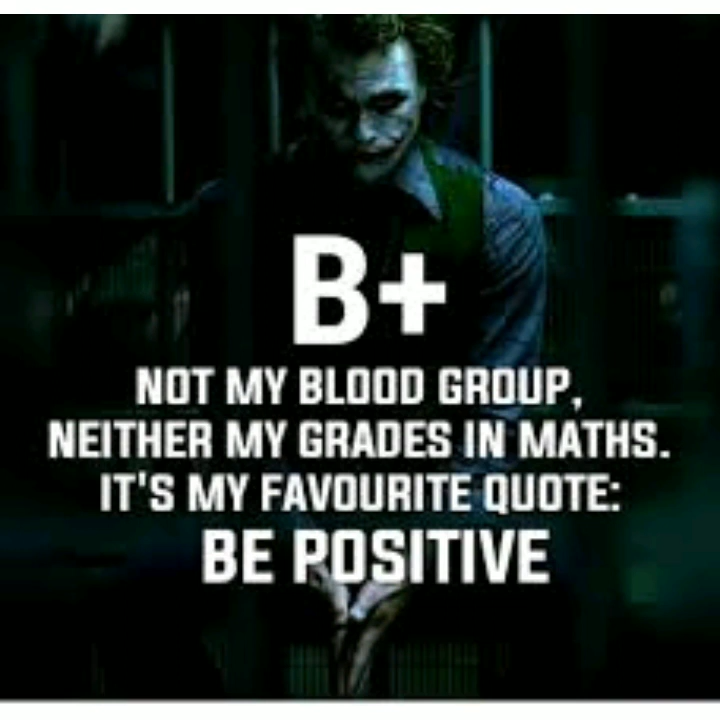 B+
NOT MY BLOOD GROUP,
NEITHER MY GRADES IN MATHS.
IT'S MY FAVOURITE QUOTE:
BE POSITIVE